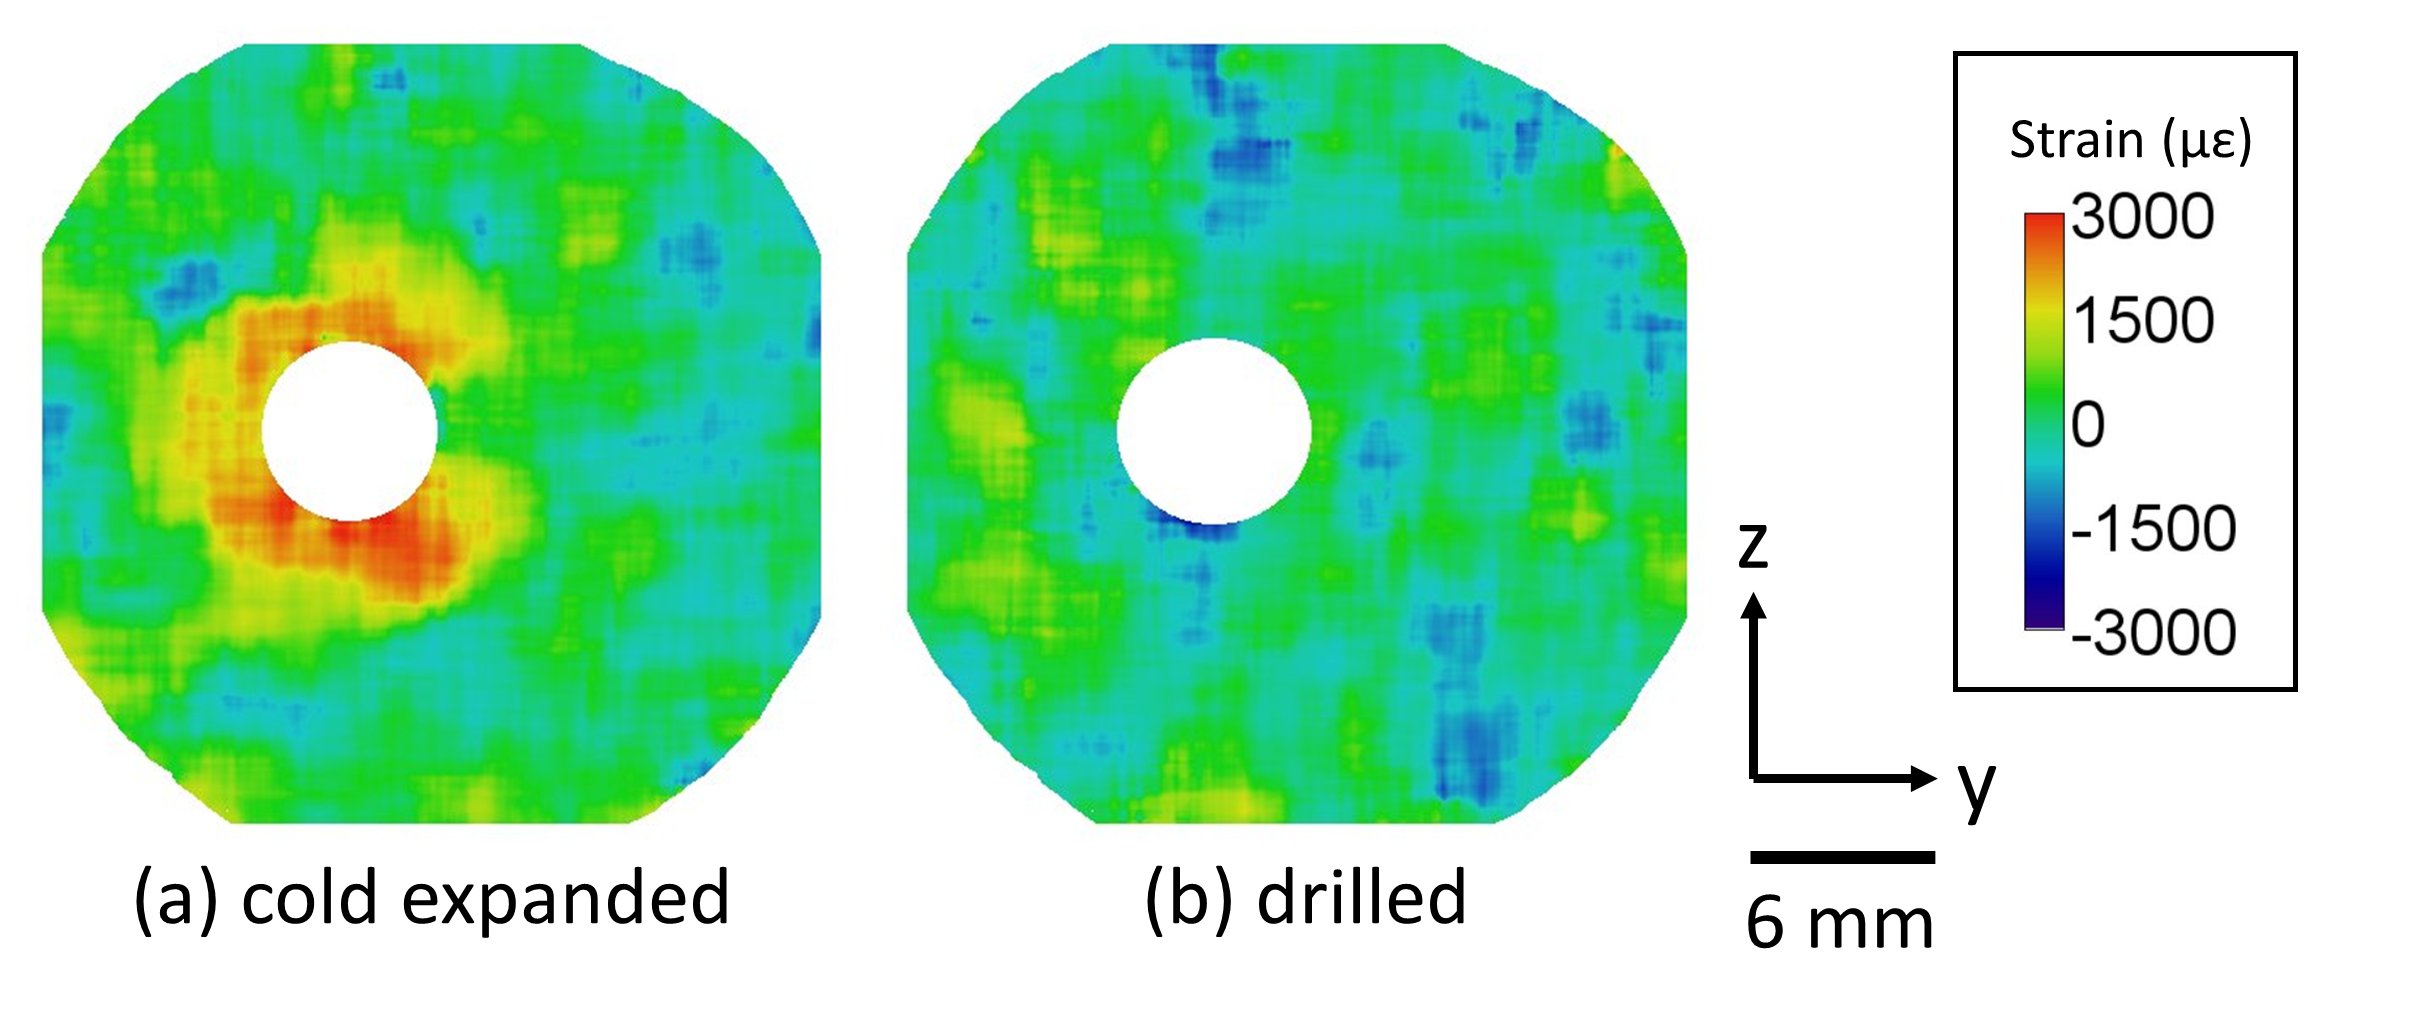 Strain (µε)
3000
1500
0
-1500
-3000
z
y
6 mm
(a) cold expanded
(b) drilled